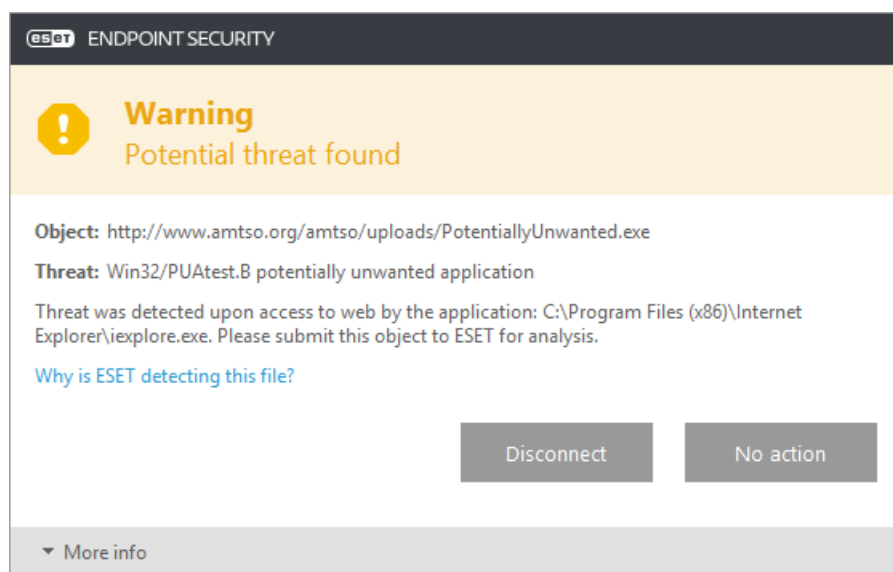 eseT ENDPOINT SECURITY
Warning
Potential threat found
Object: http://www.amtso.org/amtso/uploads/PotentiallyUnwanted.exe
Threat: Win32/PUAtest.B potentially unwanted application
Threat was detected upon access to web by the application: C:\Program Files (x86)\Internet
Explorer\iexplore.exe. Please submit this object to ESET for analysis.
Why is ESET detecting this file?
Disconnect
No action
More info